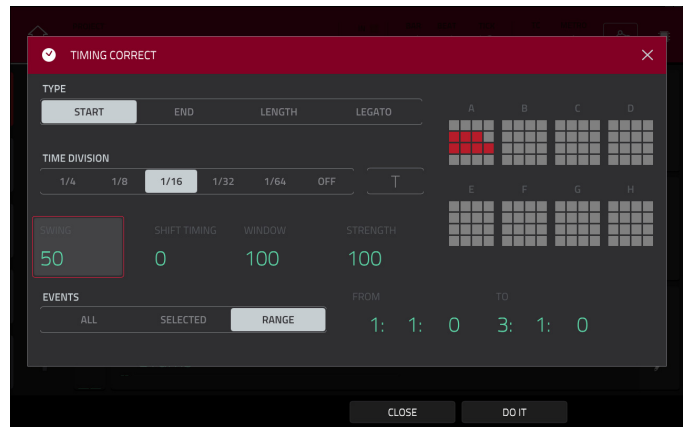 TIMING CORRECT
TYPE
START END LENGTH LEGATO
A B C D
TIME DIVISION
1/4 1/8 1/16 1/32 1/64 OFF T
E F G H
SWING SHIFT TIMING WINDOW STRENGTH
50 0 100 100
EVENTS FROM TO
ALL SELECTED RANGE 1: 1: 0 3: 1: 0
CLOSE DO IT